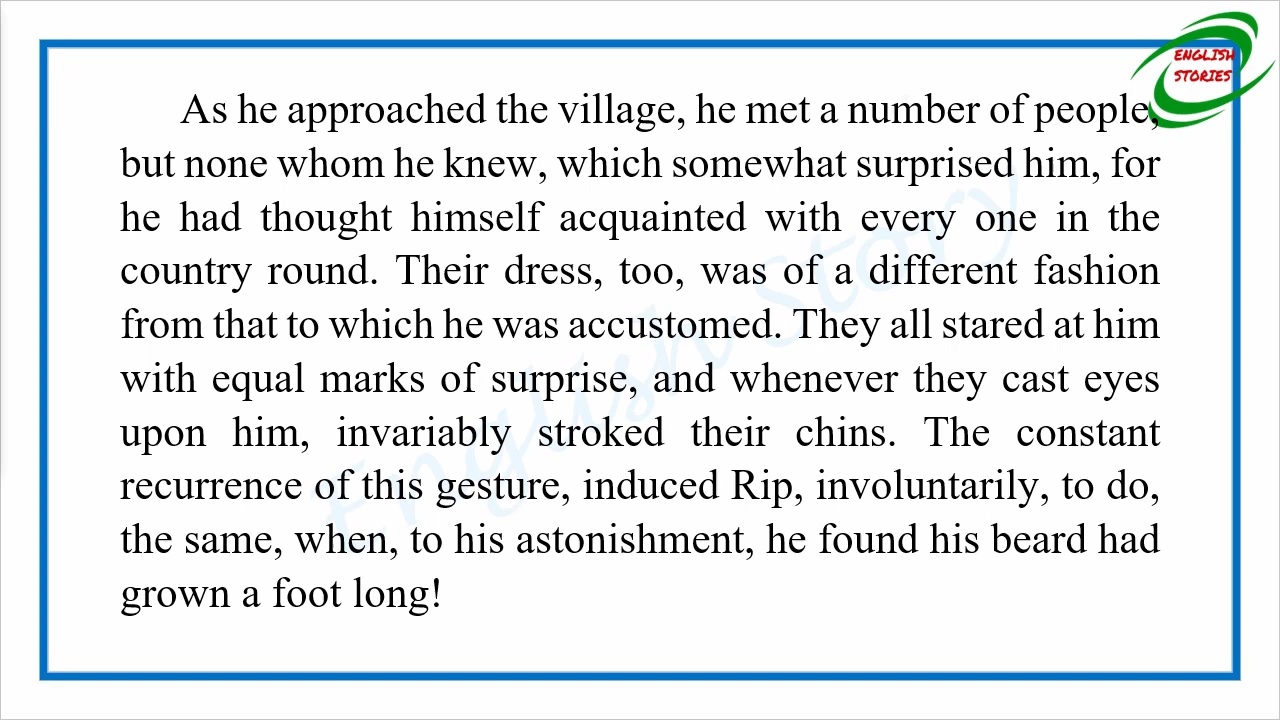 ENGLISH
STORIES
As he approached the village, he met a number of people,
but none whom he knew, which somewhat surprised him, for
he had thought himself acquainted with every one in the
country round. Their dress, too, was of a different fashion
from that to which he was accustomed. They all stared at him
with equal marks of surprise, and whenever they cast eyes
upon him, invariably stroked their chins. The constant
recurrence of this gesture, induced Rip, involuntarily, to do,
the same, when, to his astonishment, he found his beard had
grown a foot long!
English Story